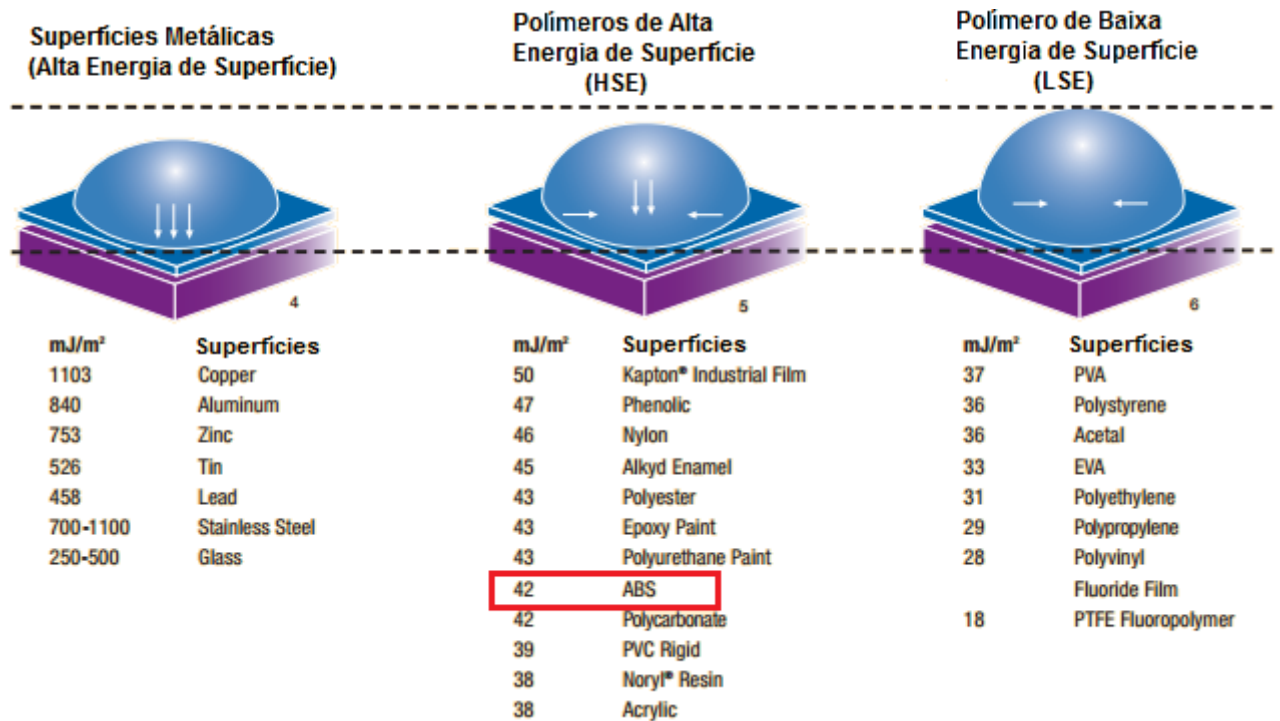 Superfícies Metálicas
(Alta Energia de Superfície)
4
mJ/m² Superfícies
1103 Copper
840 Aluminum
753 Zinc
526 Tin
458 Lead
700-1100 Stainless Steel
250-500 Glass
Polímeros de Alta
Energia de Superfície
(HSE)
5
mJ/m² Superfícies
50 Kapton® Industrial Film
47 Phenolic
46 Nylon
45 Alkyd Enamel
43 Polyester
43 Epoxy Paint
43 Polyurethane Paint
42 ABS
42 Polycarbonate
39 PVC Rigid
38 Noryl® Resin
38 Acrylic
Polímero de Baixa
Energia de Superfície
(LSE)
6
mJ/m² Superfícies
37 PVA
36 Polystyrene
36 Acetal
33 EVA
31 Polyethylene
29 Polypropylene
28 Polyvinyl
Fluoride Film
18 PTFE Fluoropolymer